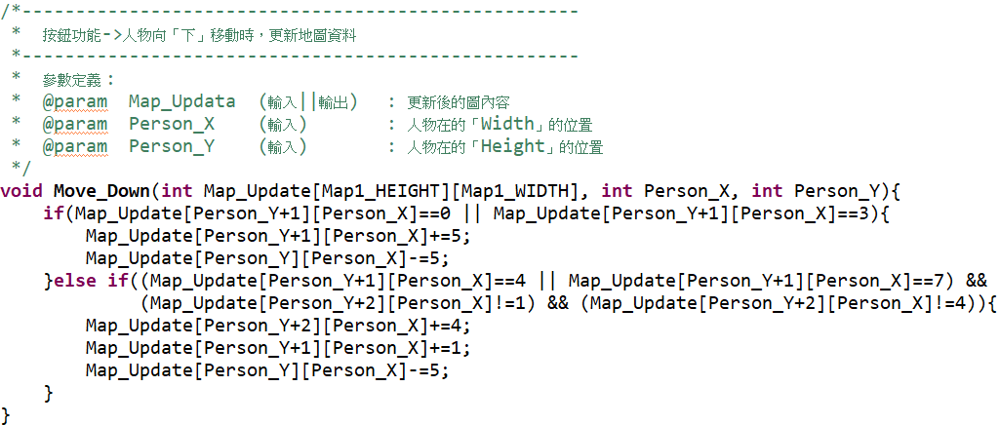 /*----------------------------------------------------
 *  按鈕功能->人物向「下」移動時，更新地圖資料
 *----------------------------------------------------
 *  參數定義：
 *  @param  Map_Updata  (輸入||輸出)  : 更新後的圖內容
 *  @param  Person_X    (輸入)        : 人物在的「Width」的位置
 *  @param  Person_Y    (輸入)        : 人物在的「Height」的位置
 */
void Move_Down(int Map_Update[Map1_HEIGHT][Map1_WIDTH], int Person_X, int Person_Y){
    if(Map_Update[Person_Y+1][Person_X]==0 || Map_Update[Person_Y+1][Person_X]==3){
        Map_Update[Person_Y+1][Person_X]+=5;
        Map_Update[Person_Y][Person_X]-=5;
    }else if((Map_Update[Person_Y+1][Person_X]==4 || Map_Update[Person_Y+1][Person_X]==7) &&
             (Map_Update[Person_Y+2][Person_X]!=1) && (Map_Update[Person_Y+2][Person_X]!=4)){
        Map_Update[Person_Y+2][Person_X]+=4;
        Map_Update[Person_Y+1][Person_X]+=1;
        Map_Update[Person_Y][Person_X]-=5;
    }
}